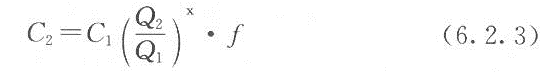 C₂=C₁(Q₂/Q₁)ˣ·f (6.2.3)